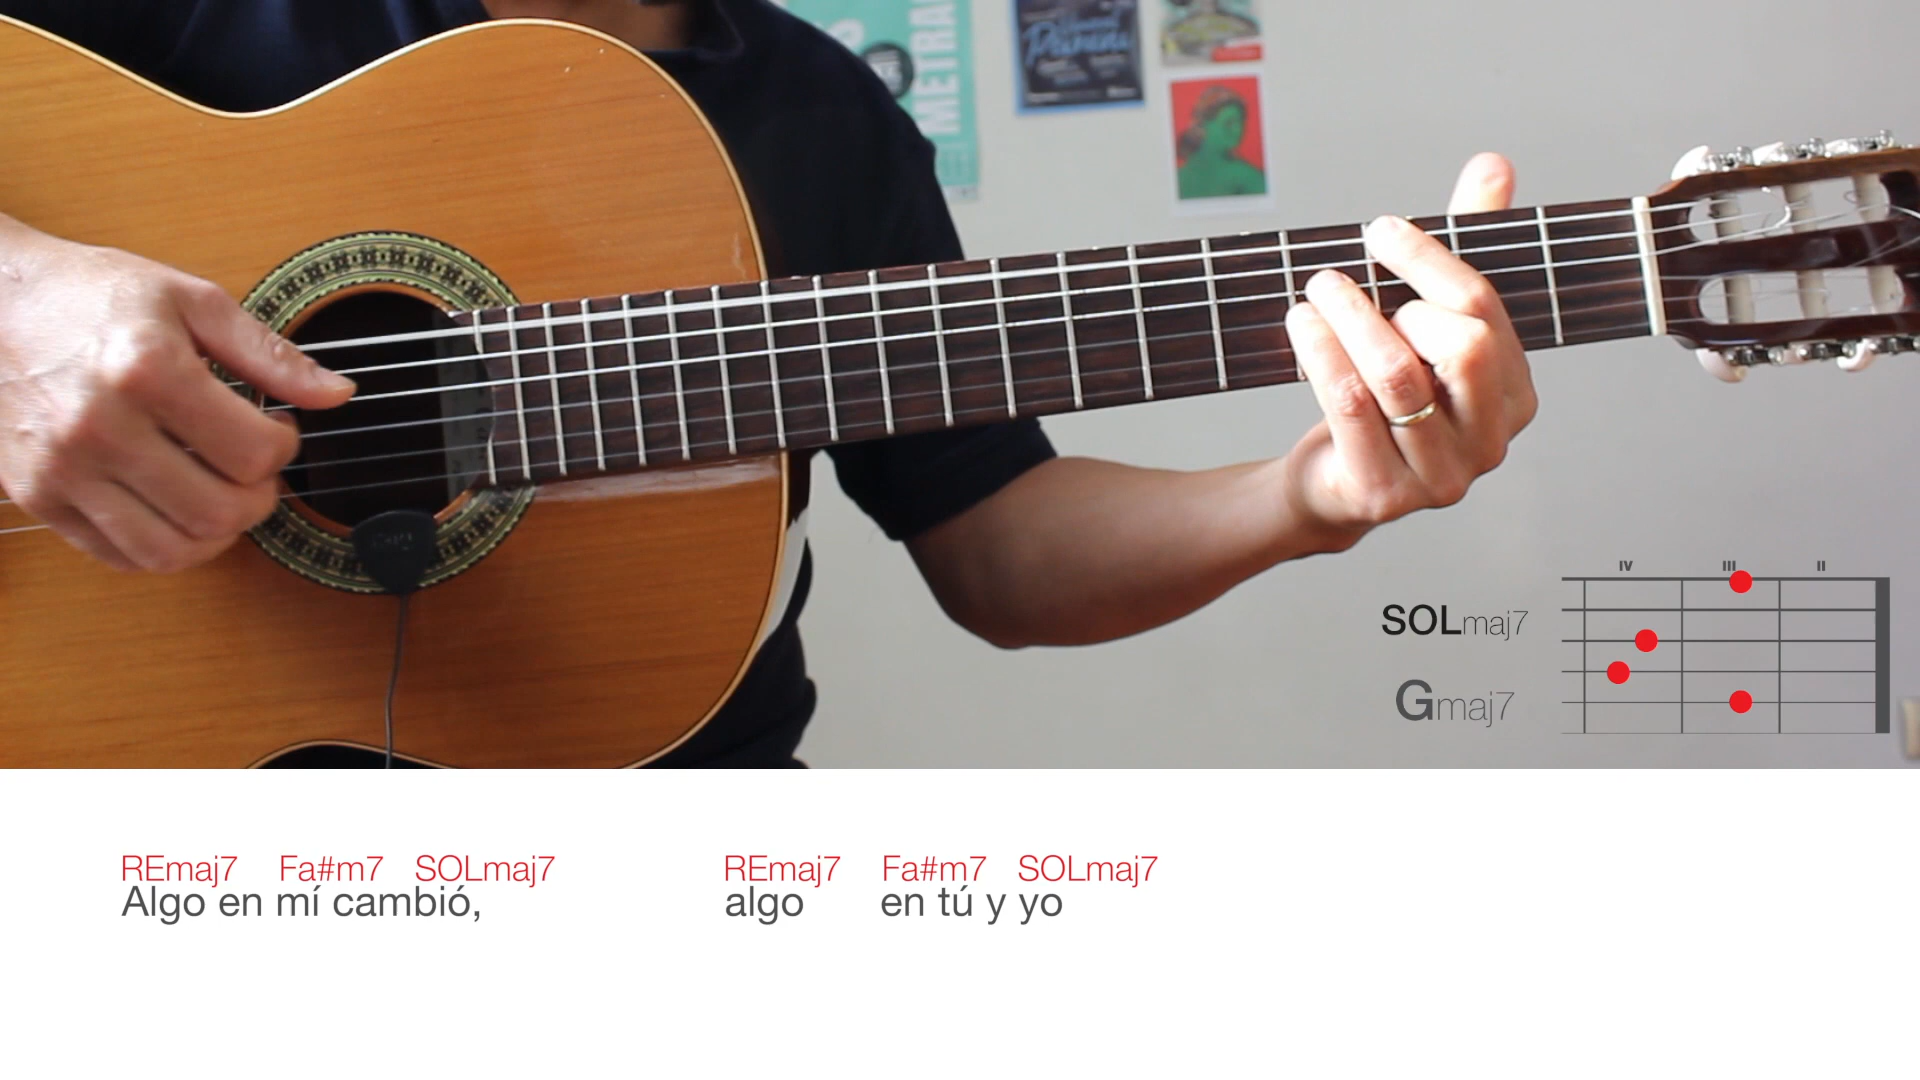 METRA
IV III II
SOLmaj7
Gmaj7
REmaj7 Fa#m7 SOLmaj7 REmaj7 Fa#m7 SOLmaj7
Algo en mí cambió, algo en tú y yo